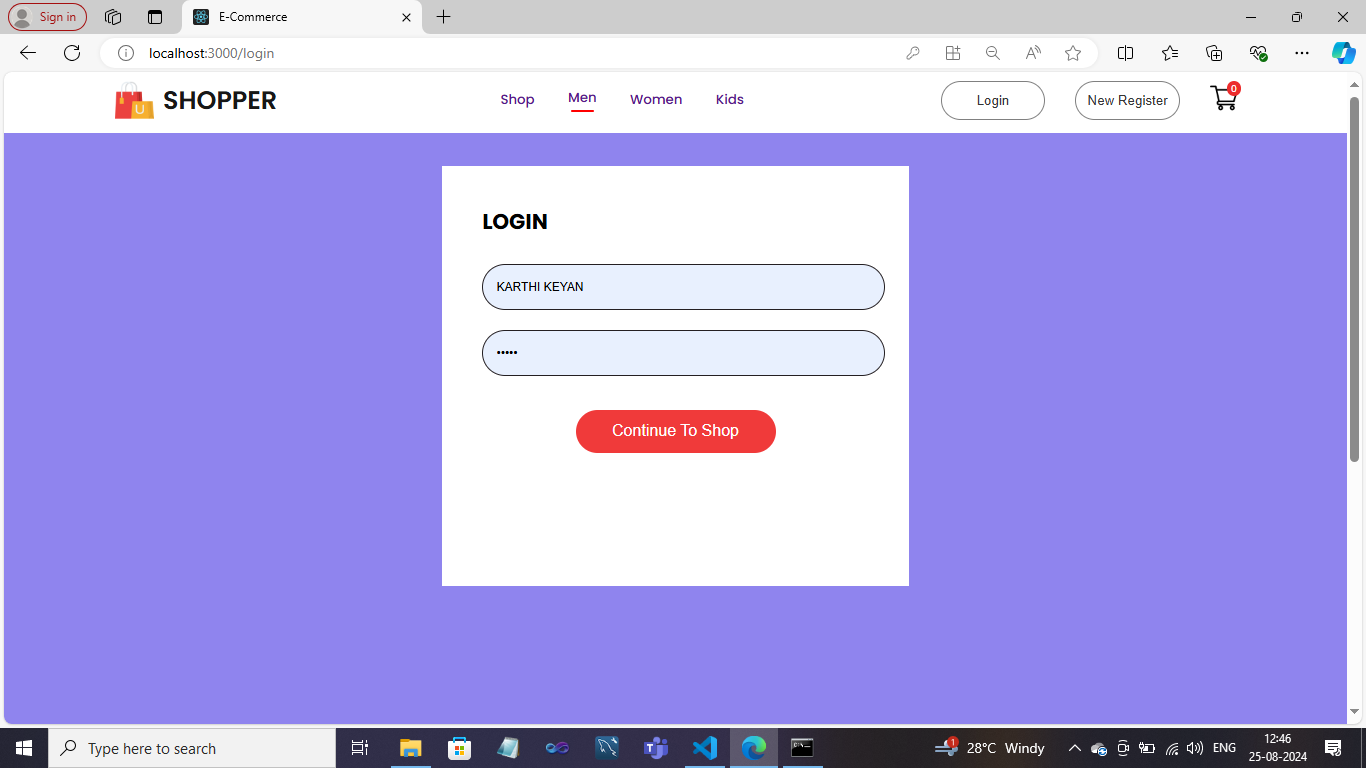 Sign in
E-Commerce
localhost:3000/login
SHOPPER
U
Shop
Men
Women
Kids
Login
New Register
0
LOGIN
KARTHI KEYAN
•••••
Continue To Shop
Type here to search
1
28°C Windy
ENG
12:46
25-08-2024